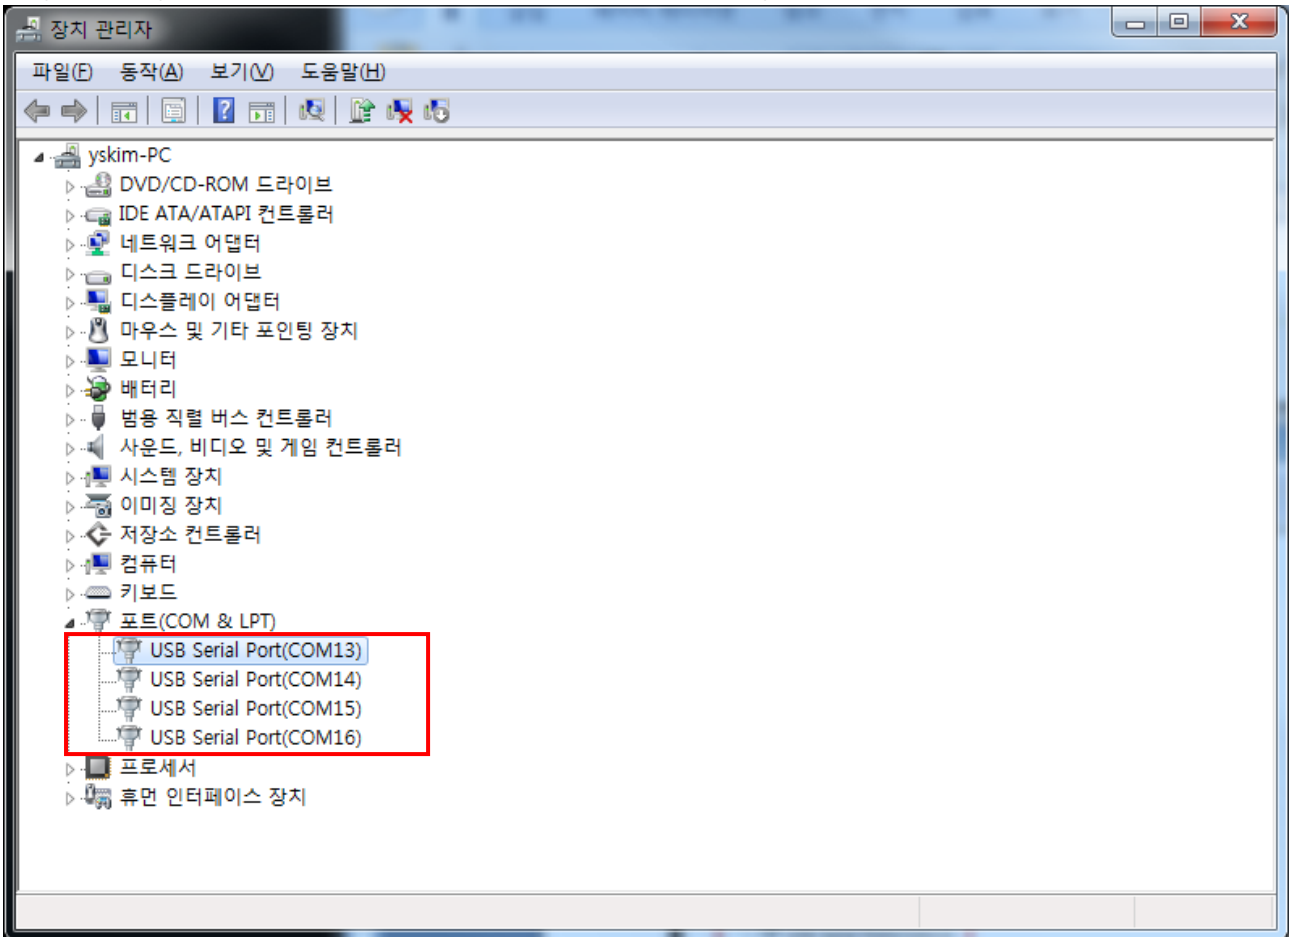 장치 관리자
파일(F) 동작(A) 보기(V) 도움말(H)
yskim-PC
DVD/CD-ROM 드라이브
IDE ATA/ATAPI 컨트롤러
네트워크 어댑터
디스크 드라이브
디스플레이 어댑터
마우스 및 기타 포인팅 장치
모니터
배터리
범용 직렬 버스 컨트롤러
사운드, 비디오 및 게임 컨트롤러
시스템 장치
이미징 장치
저장소 컨트롤러
컴퓨터
키보드
포트(COM & LPT)
USB Serial Port(COM13)
USB Serial Port(COM14)
USB Serial Port(COM15)
USB Serial Port(COM16)
프로세서
휴먼 인터페이스 장치